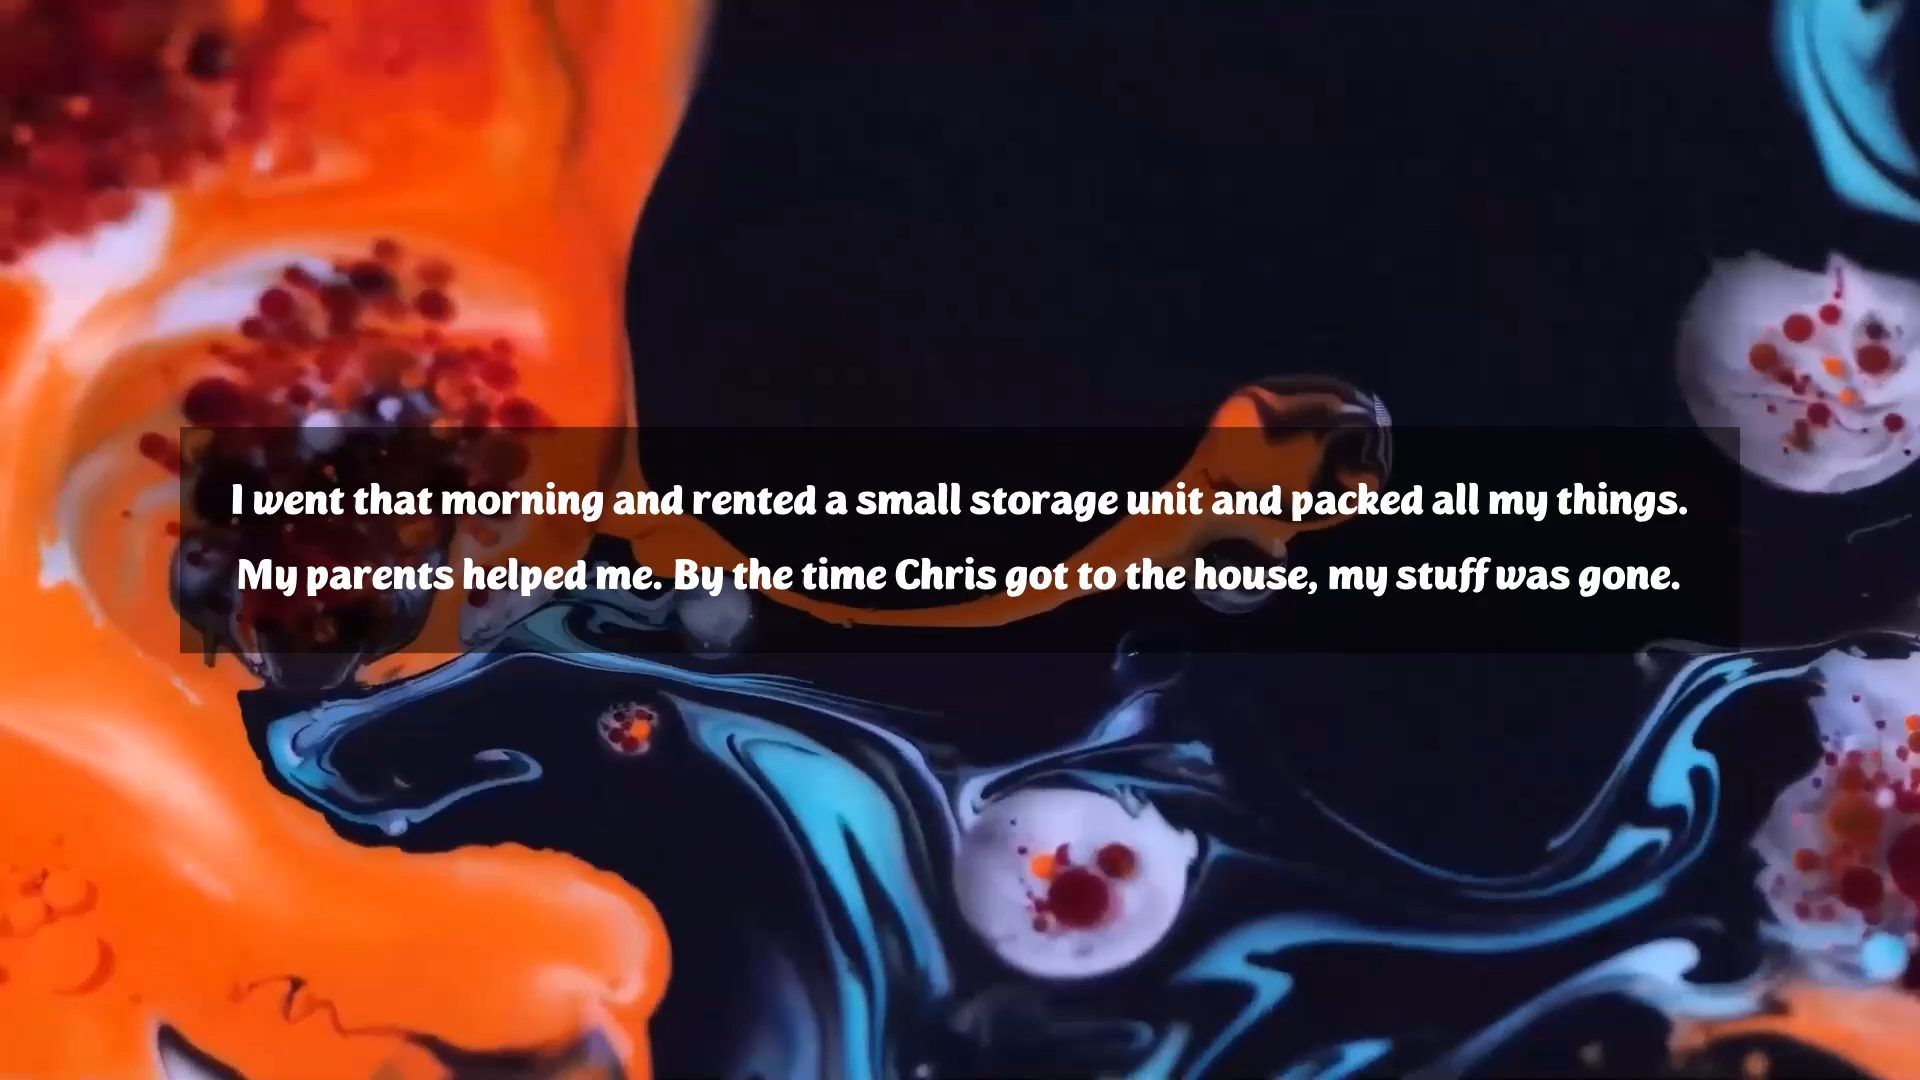 I went that morning and rented a small storage unit and packed all my things.
My parents helped me. By the time Chris got to the house, my stuff was gone.